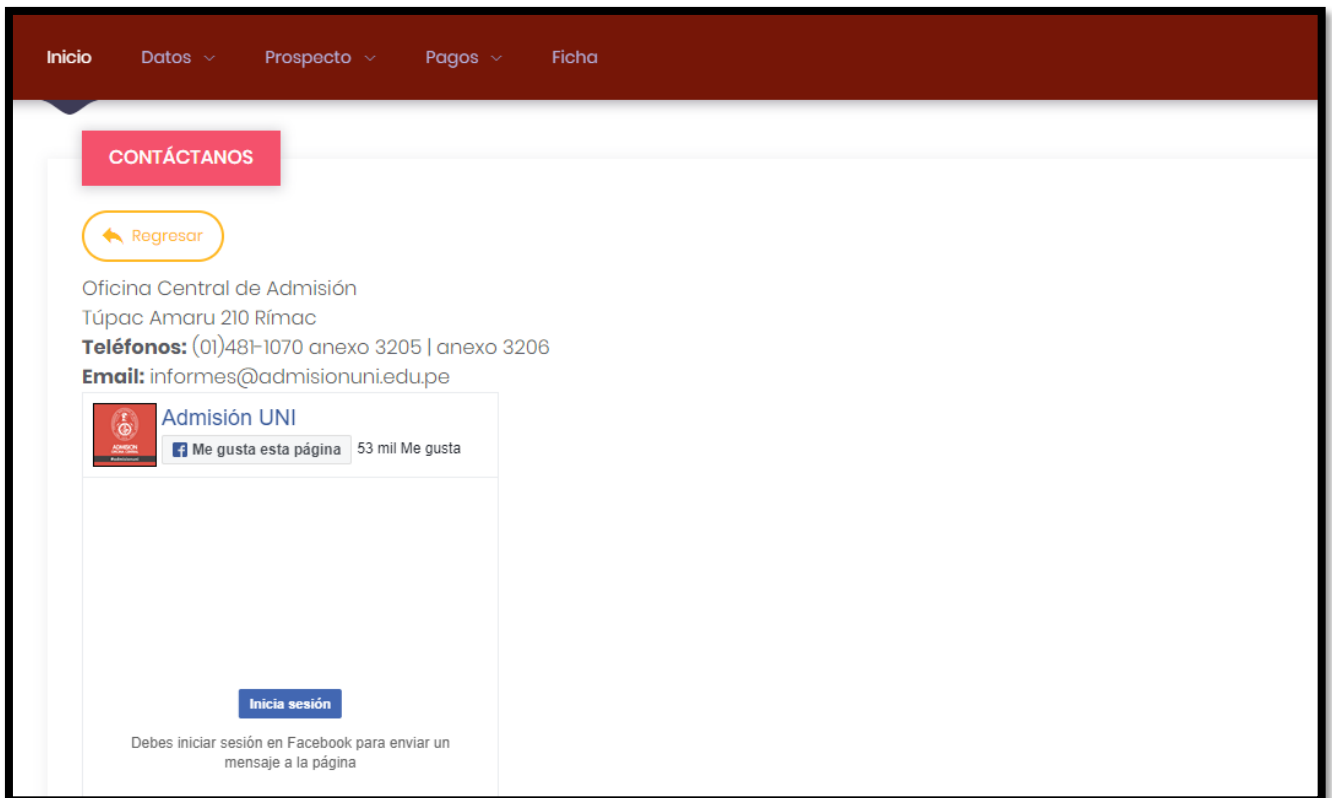 Inicio Datos Prospecto Pagos Ficha
CONTÁCTANOS
Regresar
Oficina Central de Admisión
Túpac Amaru 210 Rímac
Teléfonos: (01)481-1070 anexo 3205 | anexo 3206
Email: informes@admisionuni.edu.pe
Admisión UNI
Me gusta esta página 53 mil Me gusta
ADMISIÓN
Inicia sesión
Debes iniciar sesión en Facebook para enviar un
mensaje a la página